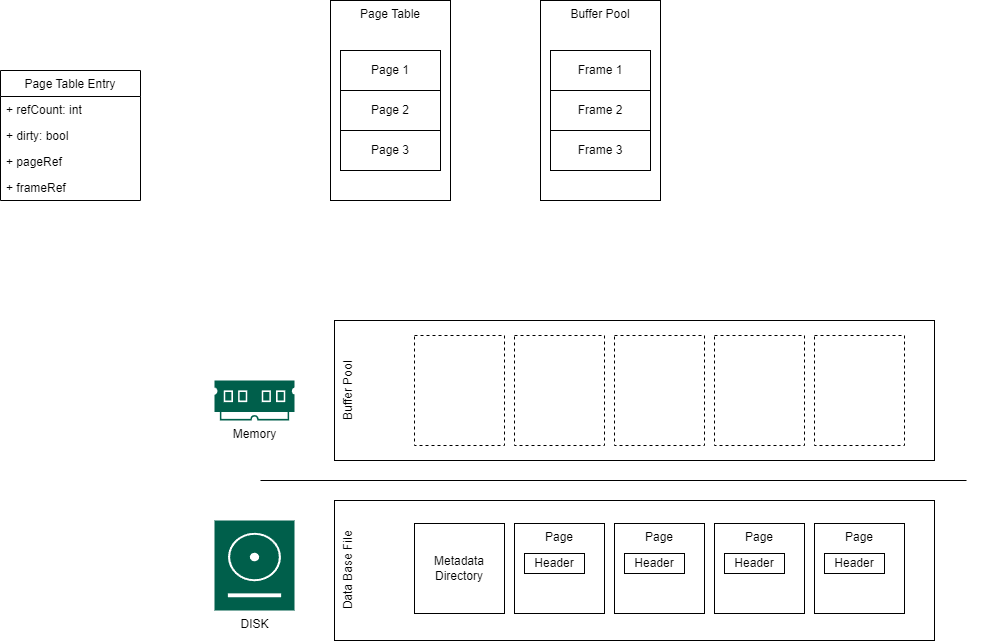 Page Table
Buffer Pool
Page Table Entry
+ refCount: int
+ dirty: bool
+ pageRef
+ frameRef
Page 1
Page 2
Page 3
Frame 1
Frame 2
Frame 3
Memory
Buffer Pool
DISK
Data Base File
Metadata
Directory
Page
Header
Page
Header
Page
Header
Page
Header